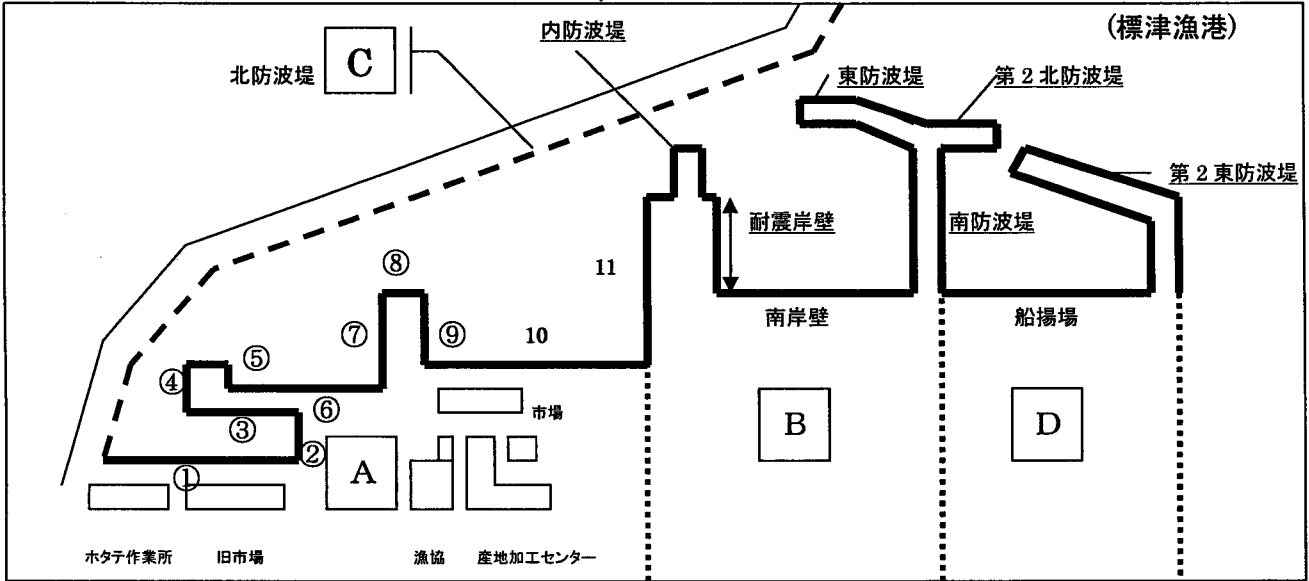 (標津漁港)
内防波堤
北防波堤
C
東防波堤
第2北防波堤
第2東防波堤
耐震岸壁
南防波堤
⑧
11
南岸壁
船揚場
⑦
⑨
10
⑤
④
⑥
市場
③
②
①
A
B
D
ホタテ作業所
旧市場
漁協
産地加工センター